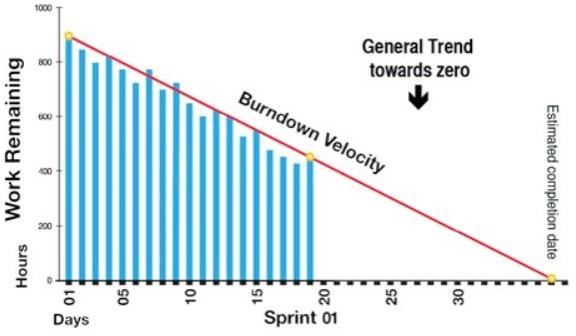 1000
800
600
400
200
0
Work Remaining
Hours
General Trend
towards zero
Burndown Velocity
Estimated completion date
01
05
10
15
20
25
30
Days
Sprint 01